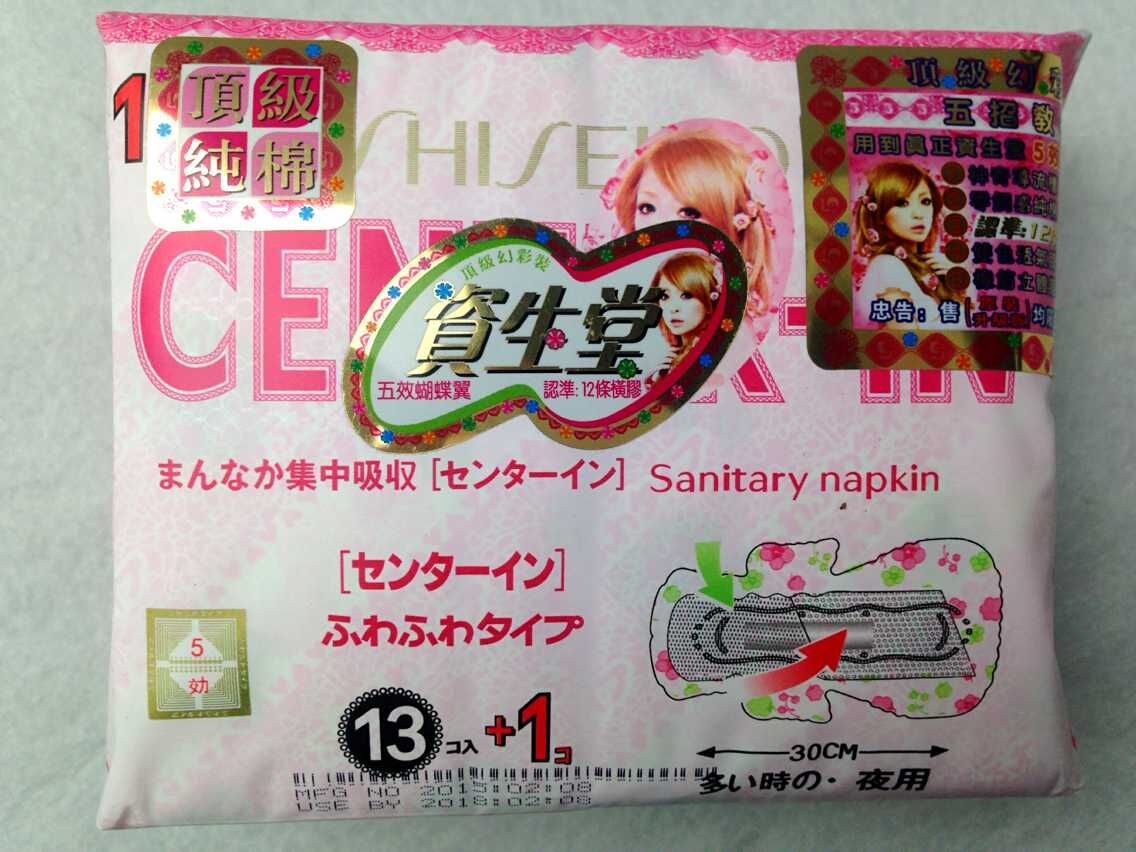 頂級
純棉
SHISE
CENTER-IN
頂級幻彩裝
資生堂
五效蝴蝶翼
認準:12條橫膠
頂級幻
五招教
用到真正資生堂5效
認準:12
忠告:售
まんなか集中吸収[センターイン] Sanitary napkin
[センターイン]
ふわふわタイプ
5
効
13コ入+1コ
30CM
多い時の・夜用
MFG NO 2015:02:08
USE BY 2018:02:08